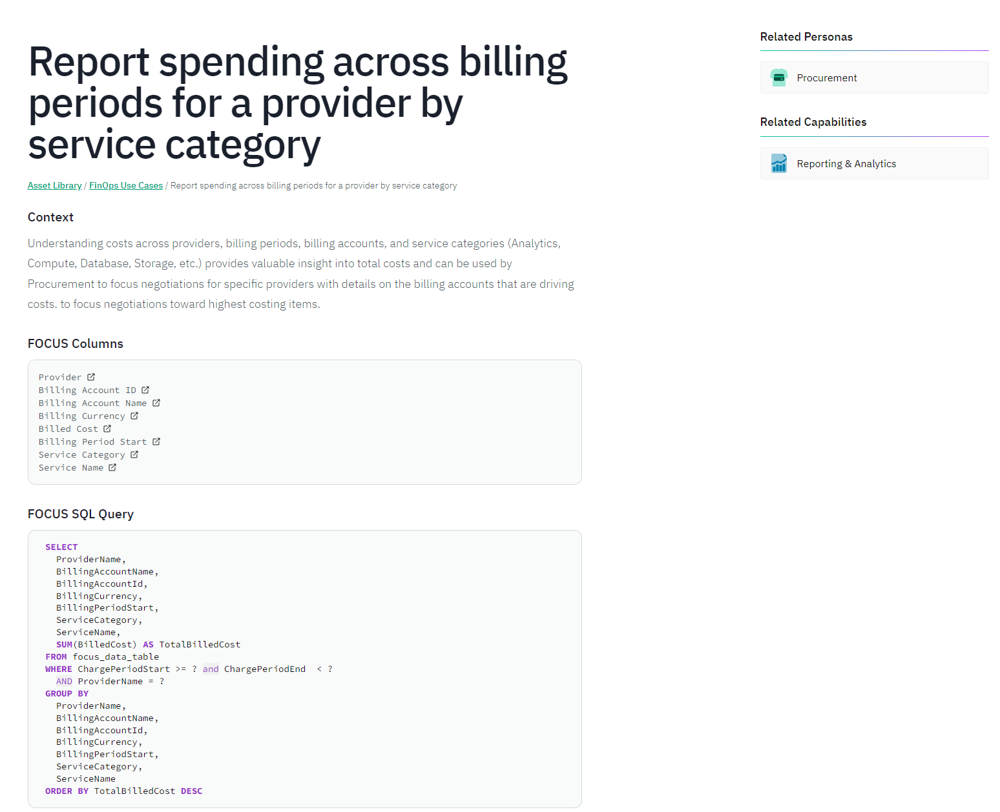 Report spending across billing
periods for a provider by
service category
Asset Library / FinOps Use Cases / Report spending across billing periods for a provider by service category
Context
Understanding costs across providers, billing periods, billing accounts, and service categories (Analytics,
Compute, Database, Storage, etc.) provides valuable insight into total costs and can be used by
Procurement to focus negotiations for specific providers with details on the billing accounts that are driving
costs. to focus negotiations toward highest costing items.
FOCUS Columns
Provider
Billing Account ID
Billing Account Name
Billing Currency
Billed Cost
Billing Period Start
Service Category
Service Name
FOCUS SQL Query
SELECT
  ProviderName,
  BillingAccountName,
  BillingAccountId,
  BillingCurrency,
  BillingPeriodStart,
  ServiceCategory,
  ServiceName,
  SUM(BilledCost) AS TotalBilledCost
FROM focus_data_table
WHERE ChargePeriodStart >= ? and ChargePeriodEnd  < ?
  AND ProviderName = ?
GROUP BY
  ProviderName,
  BillingAccountName,
  BillingAccountId,
  BillingCurrency,
  BillingPeriodStart,
  ServiceCategory,
  ServiceName
ORDER BY TotalBilledCost DESC
Related Personas
Procurement
Related Capabilities
Reporting & Analytics